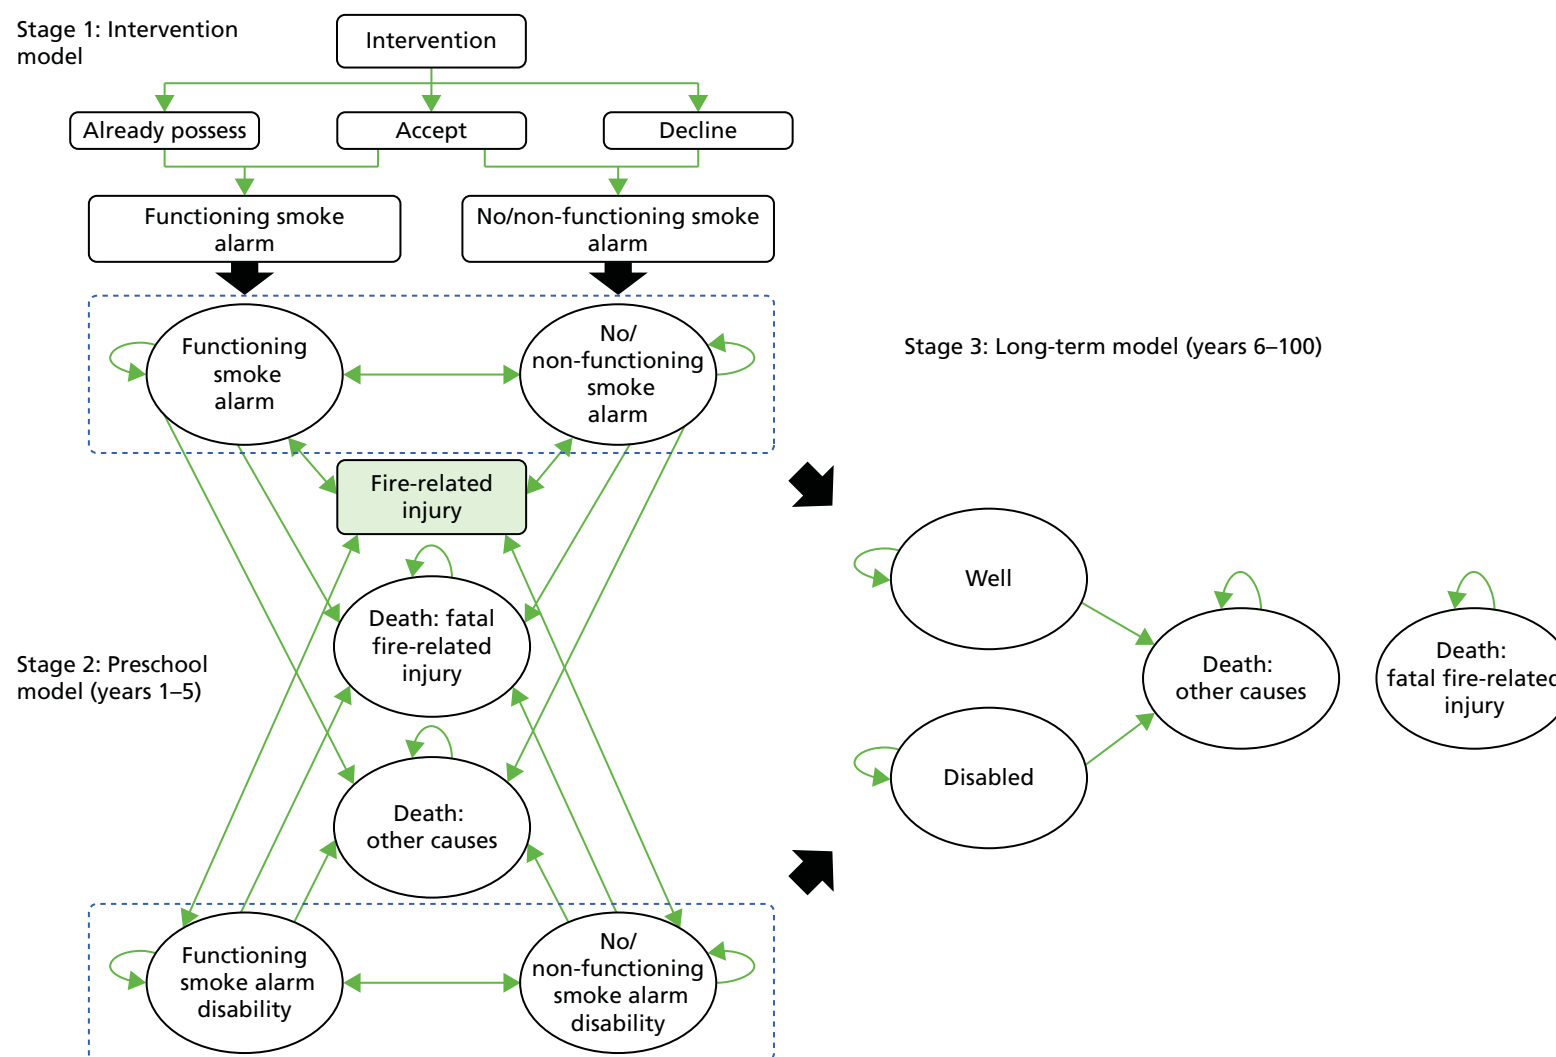 Stage 1: Intervention
model
Intervention
Already possess
Accept
Decline
Functioning smoke
alarm
No/non-functioning smoke
alarm
Functioning
smoke
alarm
No/
non-functioning
smoke
alarm
Stage 3: Long-term model (years 6–100)
Fire-related
injury
Well
Death: fatal
fire-related
injury
Stage 2: Preschool
model (years 1–5)
Death:
other causes
Death:
fatal fire-related
injury
Disabled
Death:
other causes
Functioning
smoke alarm
disability
No/
non-functioning
smoke alarm
disability